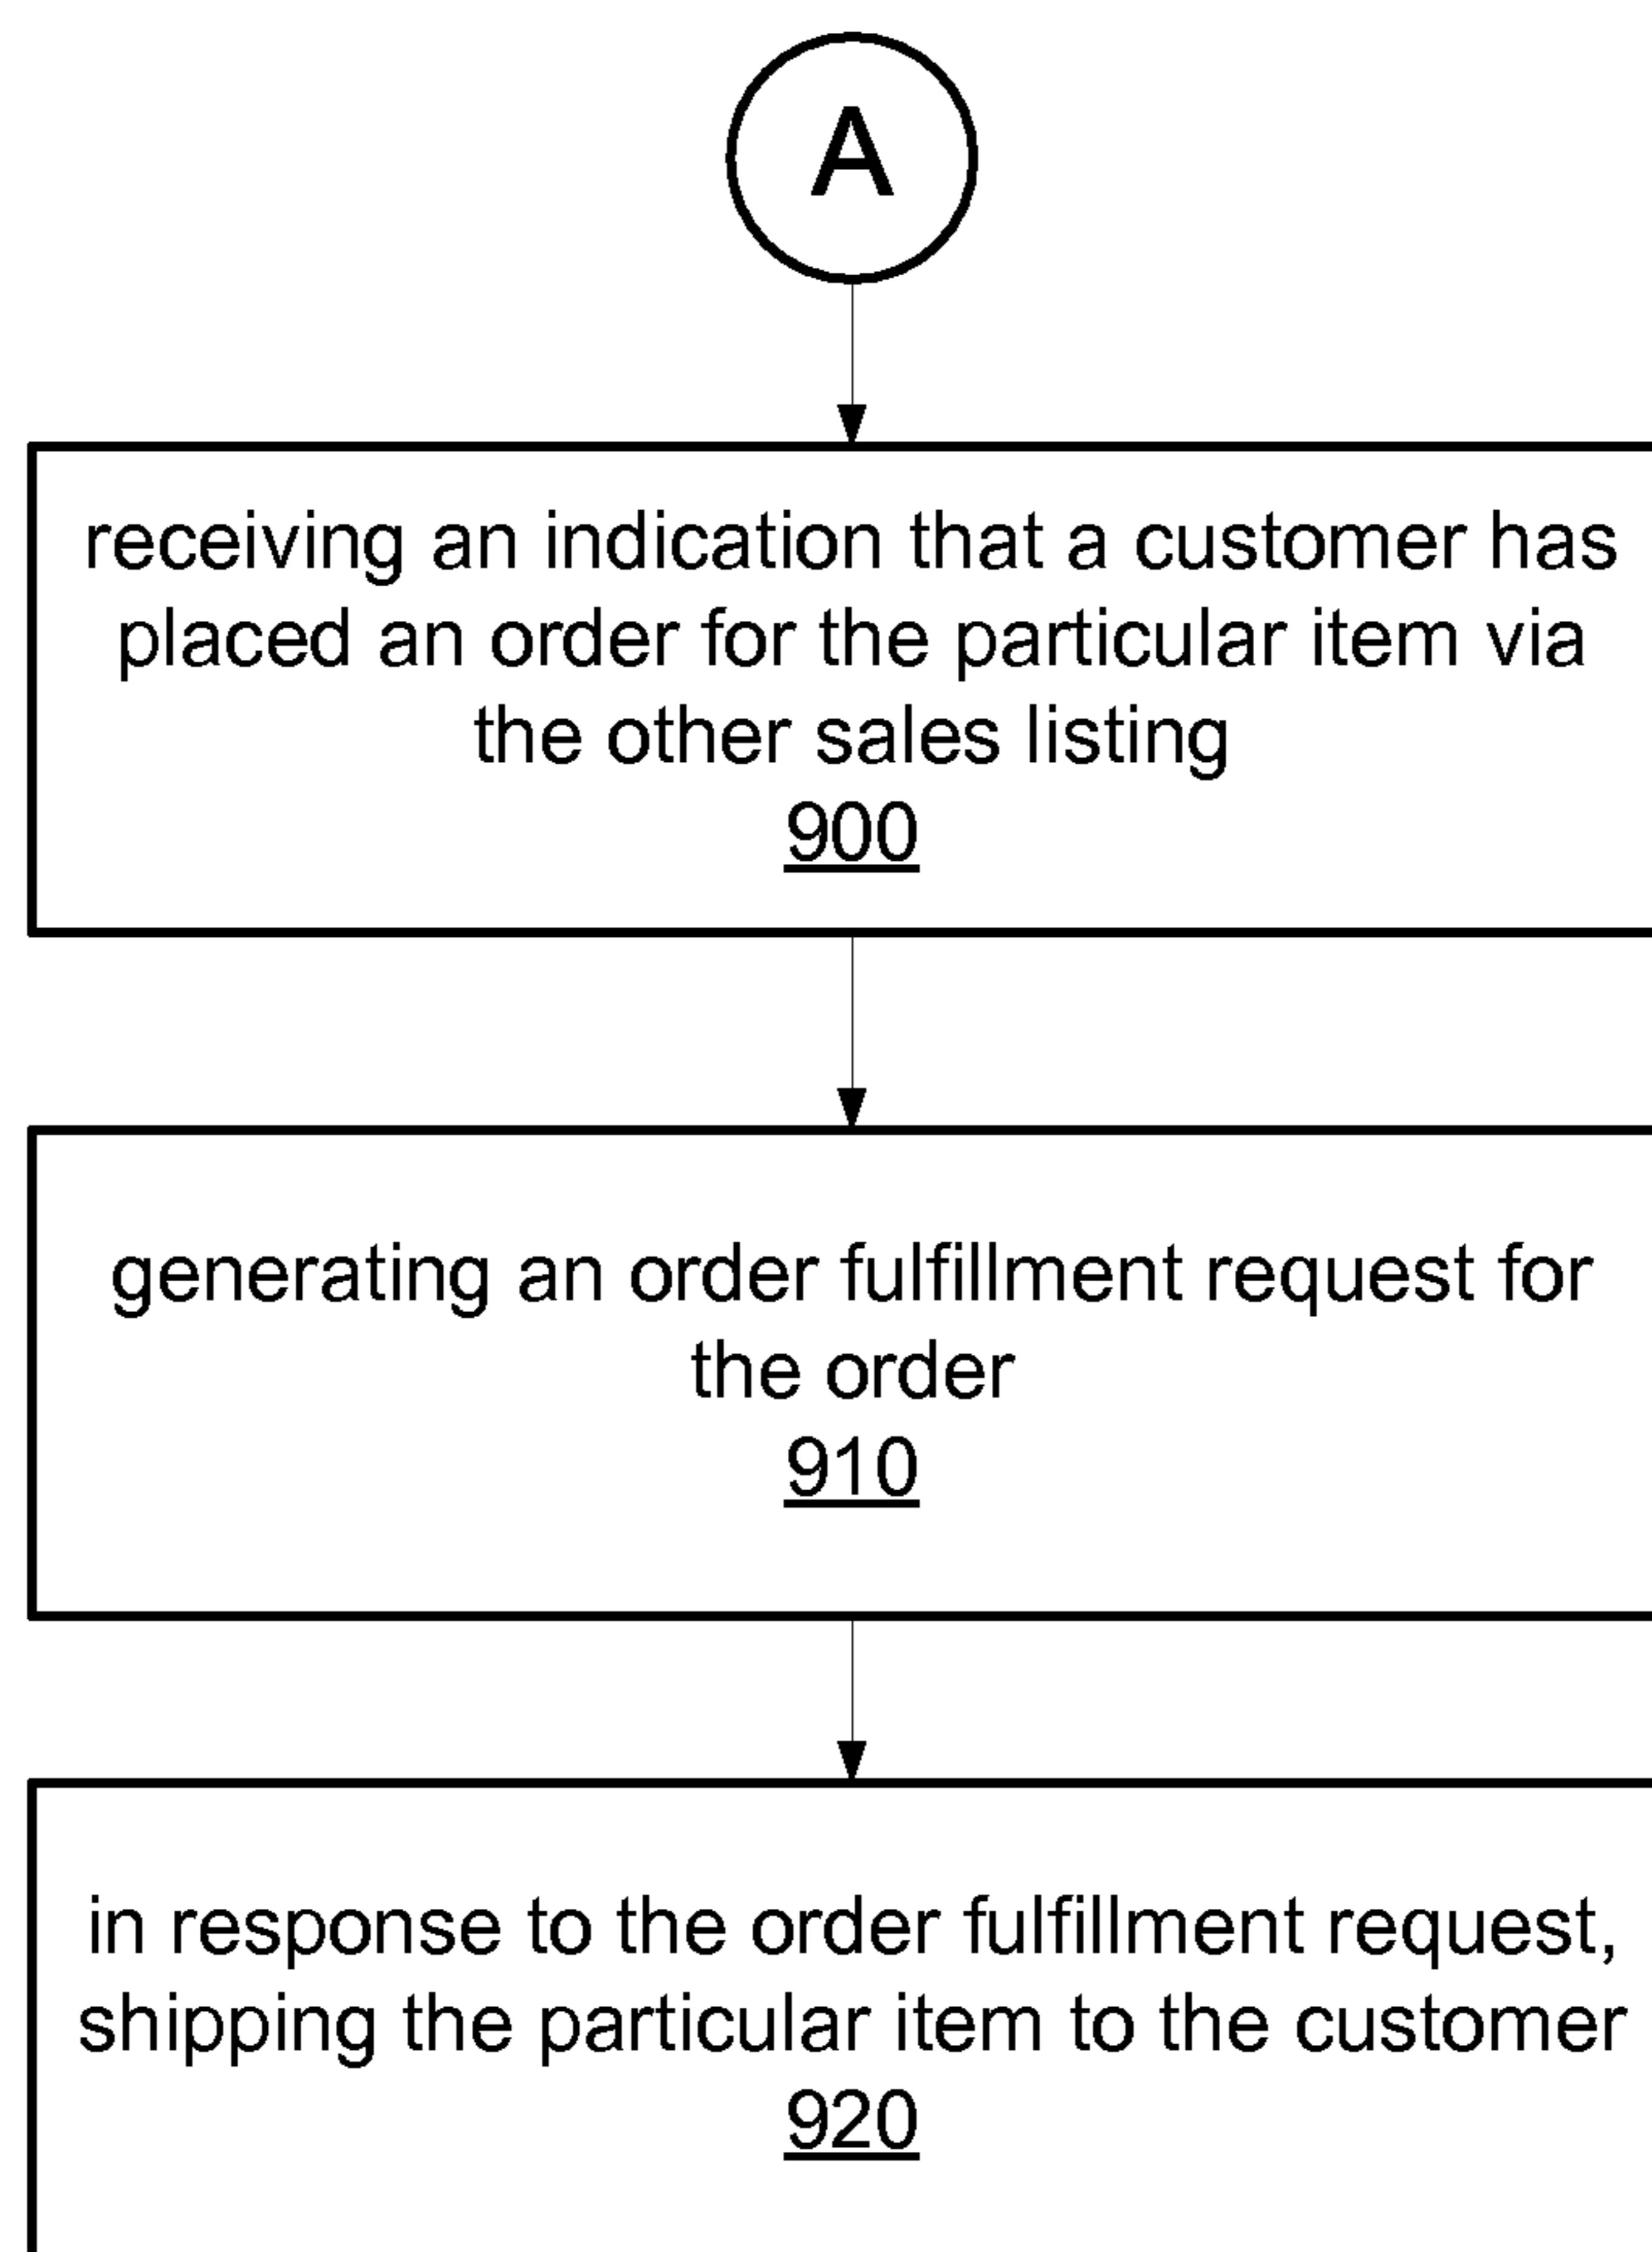 A
receiving an indication that a customer has
placed an order for the particular item via
the other sales listing
900
generating an order fulfillment request for
the order
910
in response to the order fulfillment request,
shipping the particular item to the customer
920